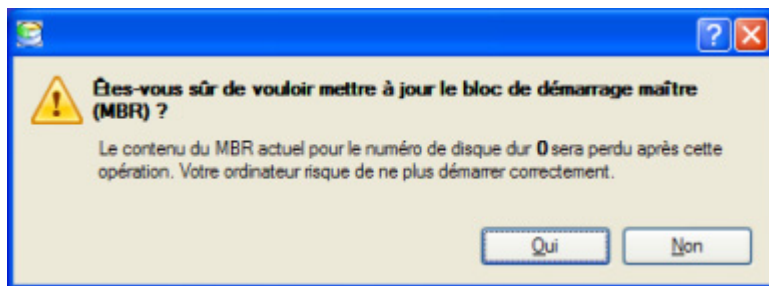 Êtes-vous sûr de vouloir mettre à jour le bloc de démarrage maître
(MBR) ?
Le contenu du MBR actuel pour le numéro de disque dur 0 sera perdu après cette
opération. Votre ordinateur risque de ne plus démarrer correctement.
Oui
Non